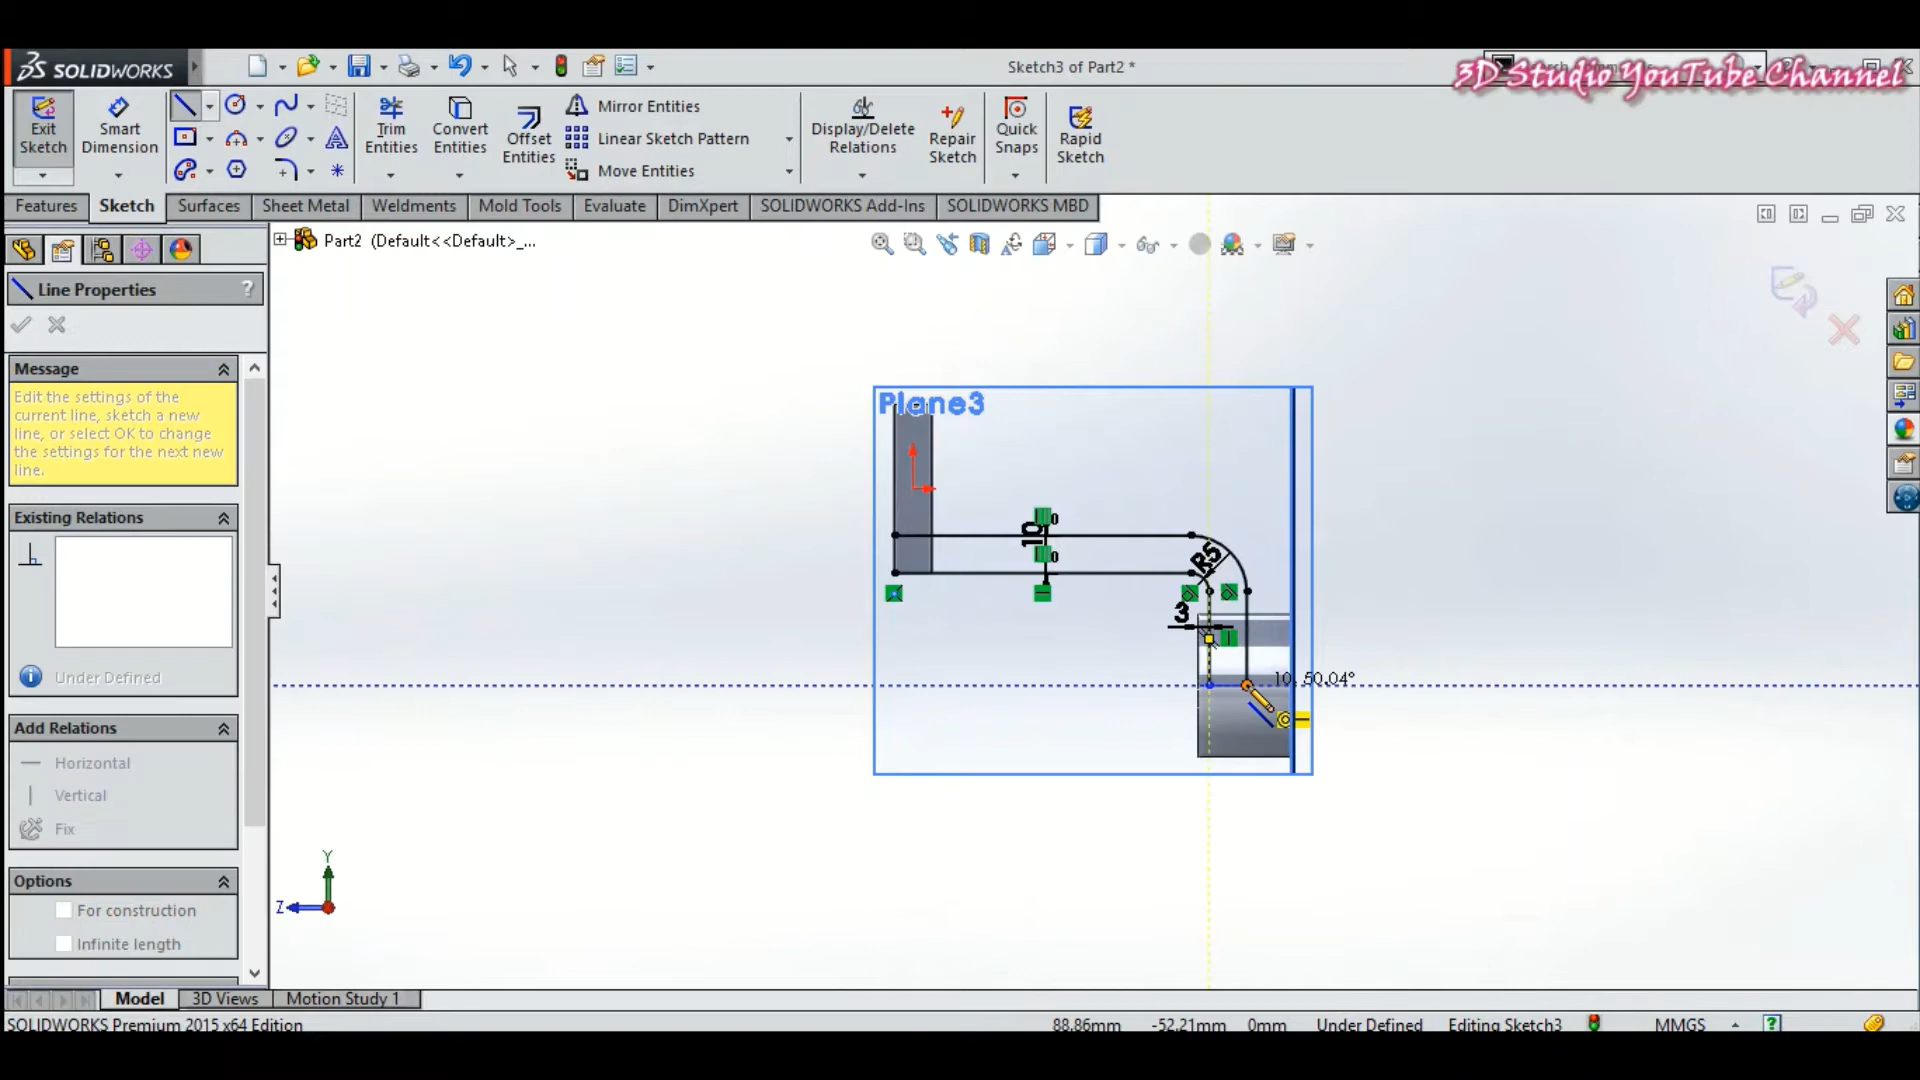 SOLIDWORKS
Sketch3 of Part2 *
3D Studio YouTube Channel
Exit Sketch
Smart Dimension
Trim Entities
Convert Entities
Offset Entities
Mirror Entities
Linear Sketch Pattern
Move Entities
Display/Delete Relations
Repair Sketch
Quick Snaps
Rapid Sketch
Features
Sketch
Surfaces
Sheet Metal
Weldments
Mold Tools
Evaluate
DimXpert
SOLIDWORKS Add-Ins
SOLIDWORKS MBD
Part2 (Default<<Default>_...
Line Properties
?
Message
Edit the settings of the
current line, sketch a new
line, or select OK to change
the settings for the next new
line.
Existing Relations
Under Defined
Add Relations
Horizontal
Vertical
Fix
Options
For construction
Infinite length
Plane3
10
0
0
R5
3
10, 50.04°
Y
Z
Model
3D Views
Motion Study 1
SOLIDWORKS Premium 2015 x64 Edition
88.86mm
-52.21mm
0mm
Under Defined
Editing Sketch3
MMGS
?